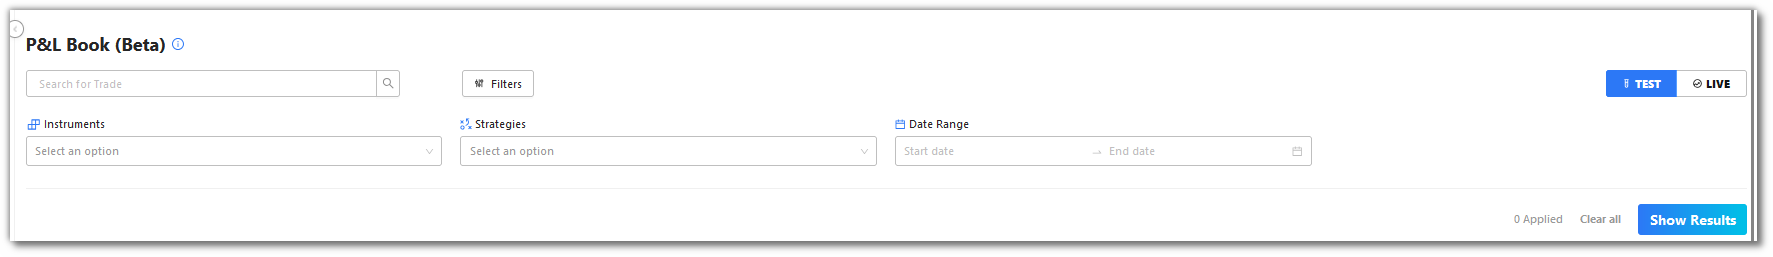 P&L Book (Beta)
Search for Trade
Filters
TEST
LIVE
Instruments
Strategies
Date Range
Select an option
Select an option
Start date
End date
0 Applied
Clear all
Show Results